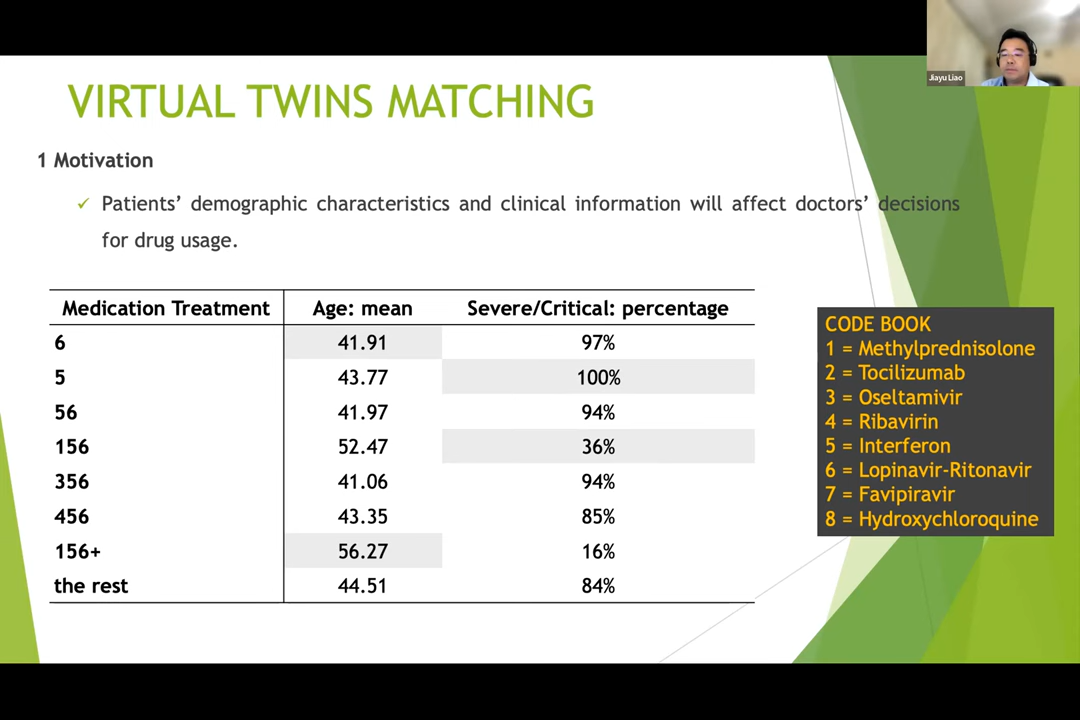 Jiayu Liao
VIRTUAL TWINS MATCHING
1 Motivation
✓ Patients’ demographic characteristics and clinical information will affect doctors’ decisions
for drug usage.
Medication Treatment Age: mean Severe/Critical: percentage
6 41.91 97%
5 43.77 100%
56 41.97 94%
156 52.47 36%
356 41.06 94%
456 43.35 85%
156+ 56.27 16%
the rest 44.51 84%
CODE BOOK
1 = Methylprednisolone
2 = Tocilizumab
3 = Oseltamivir
4 = Ribavirin
5 = Interferon
6 = Lopinavir-Ritonavir
7 = Favipiravir
8 = Hydroxychloroquine